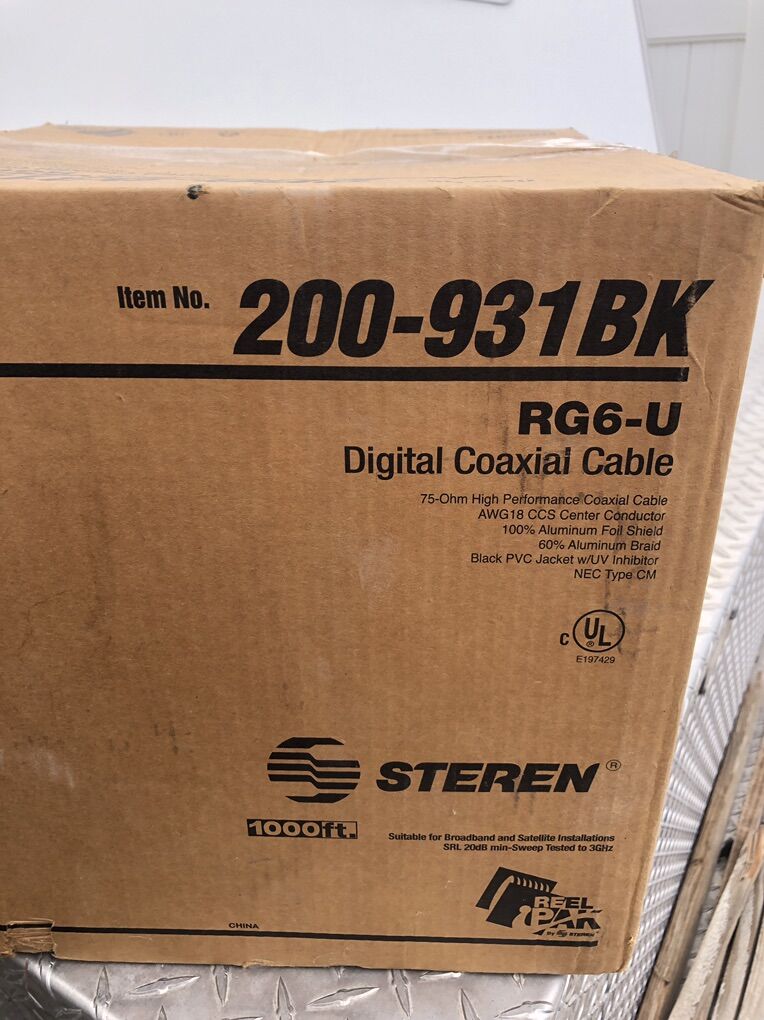 Item No. 200-931BK
RG6-U
Digital Coaxial Cable
75-Ohm High Performance Coaxial Cable
AWG18 CCS Center Conductor
100% Aluminum Foil Shield
60% Aluminum Braid
Black PVC Jacket w/UV Inhibitor
NEC Type CM
C UL ®
E197429
STEREN ®
1000ft.
Suitable for Broadband and Satellite Installations
SRL 20dB min-Sweep Tested to 3GHz
REEL
PAK
By STEREN
CHINA